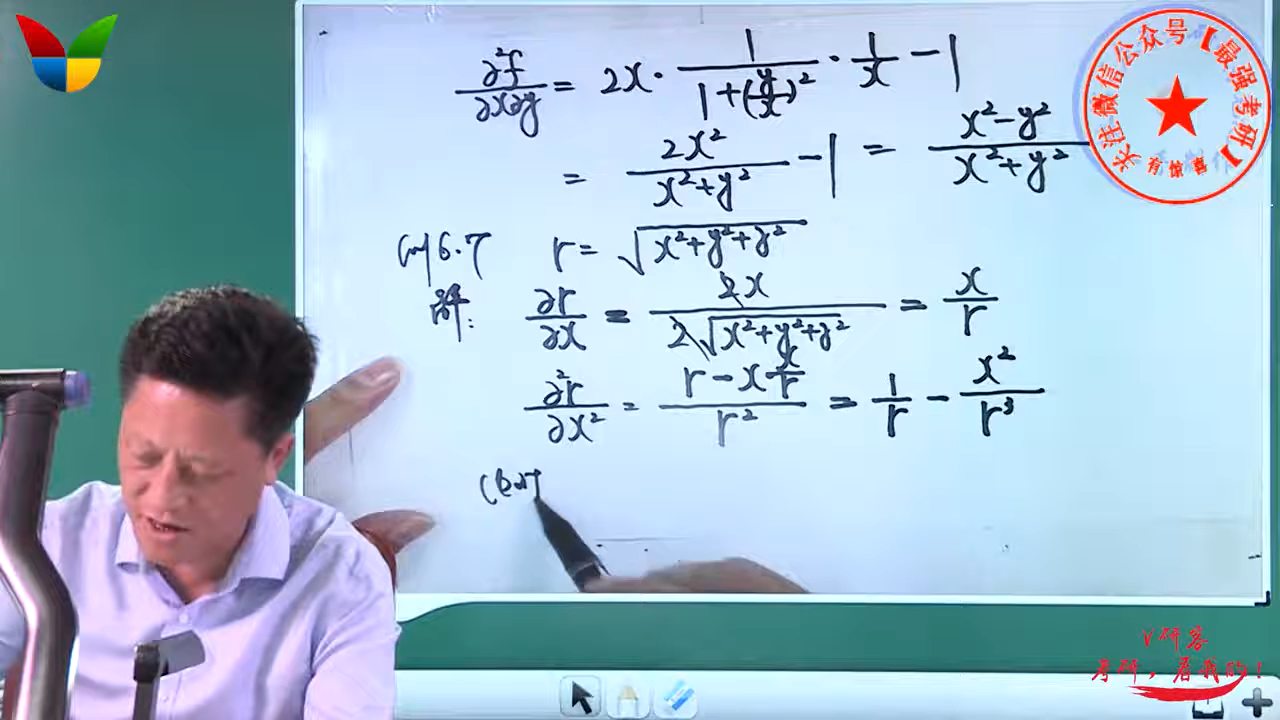 ∂²f/∂x∂y = 2x · 1/(1+(y/x)²) · 1/x − 1
= 2x²/(x²+y²) − 1 = (x²−y²)/(x²+y²)
6.7 r = √(x²+y²+z²)
解: ∂r/∂x = 2x/(2√(x²+y²+z²)) = x/r
∂²r/∂x² = (r − x·x/r)/r² = 1/r − x²/r³
关注微信公众号【最强考研】
有惊喜
V研客
考研，看我的！